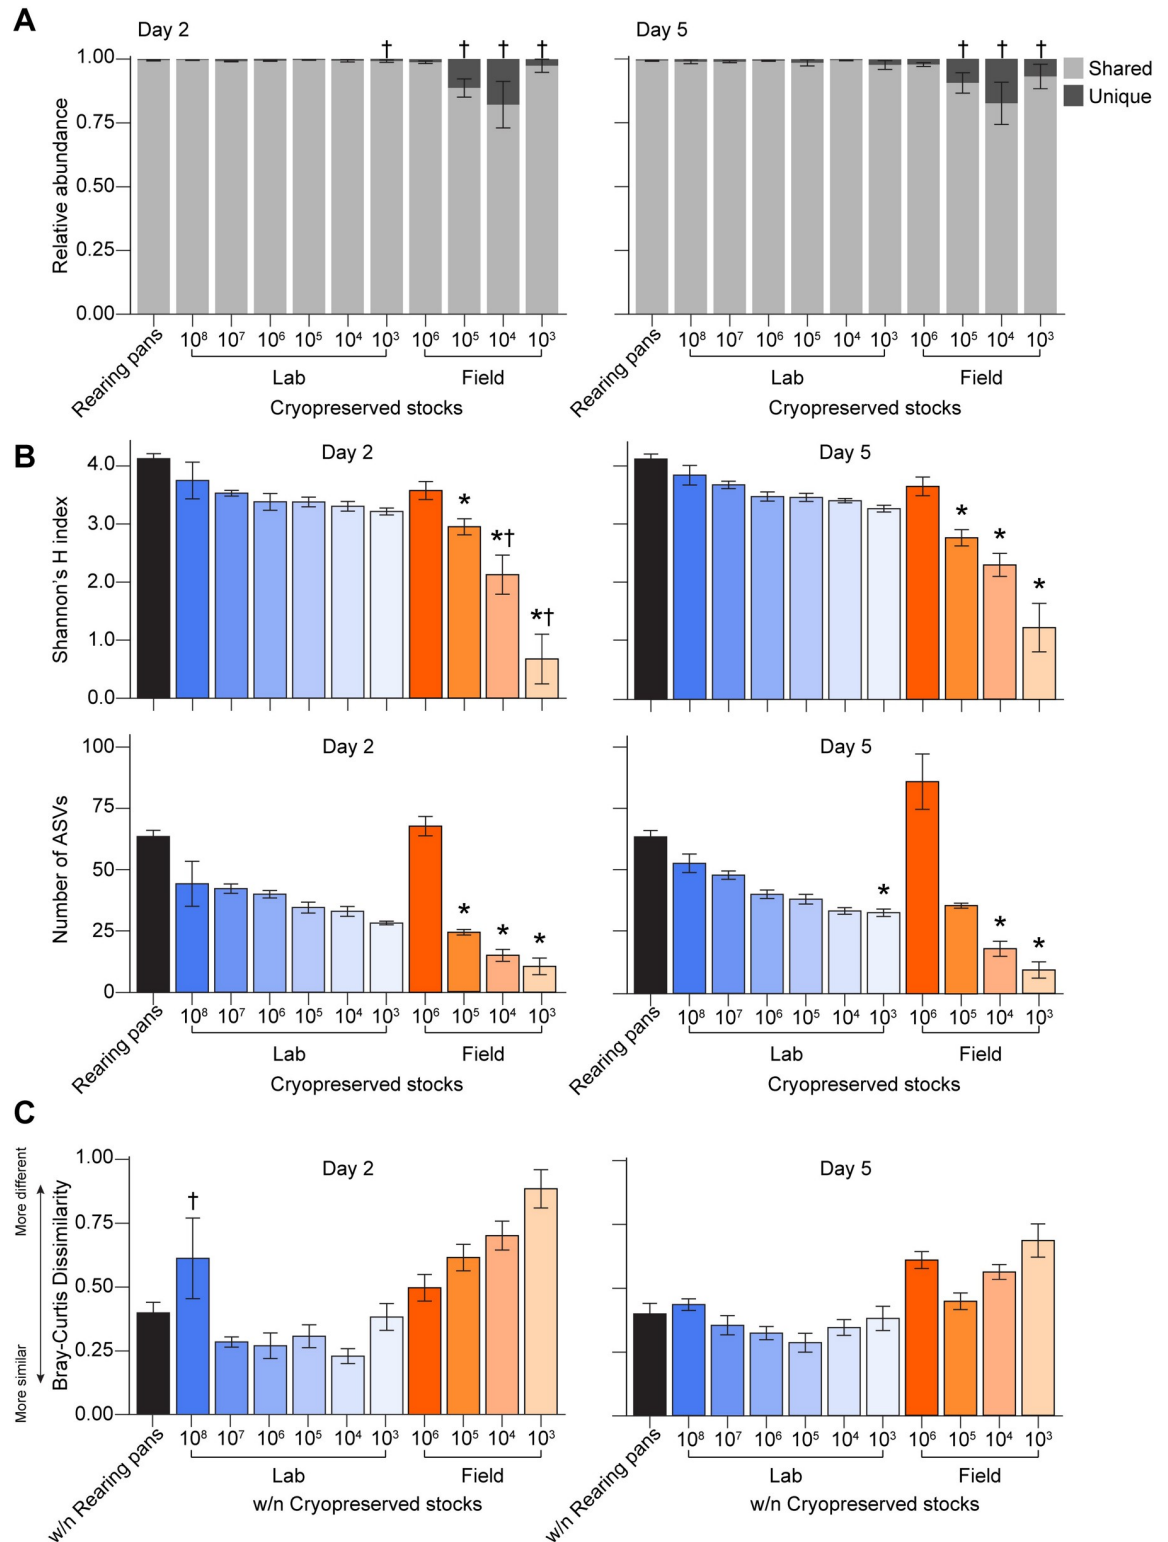 A
Day 2
Day 5
† † † †
† † †
Shared
Unique
Relative abundance
1.00
0.75
0.50
0.25
0.00
Rearing pans 10⁸ 10⁷ 10⁶ 10⁵ 10⁴ 10³ 10⁶ 10⁵ 10⁴ 10³
Lab Field
Cryopreserved stocks
Rearing pans 10⁸ 10⁷ 10⁶ 10⁵ 10⁴ 10³ 10⁶ 10⁵ 10⁴ 10³
Lab Field
Cryopreserved stocks
B
Day 2
Day 5
Shannon's H index
4.0
3.0
2.0
1.0
0.0
* *† *†
* * *
Day 2
Day 5
Number of ASVs
100
75
50
25
0
* * *
* * *
Rearing pans 10⁸ 10⁷ 10⁶ 10⁵ 10⁴ 10³ 10⁶ 10⁵ 10⁴ 10³
Lab Field
Cryopreserved stocks
Rearing pans 10⁸ 10⁷ 10⁶ 10⁵ 10⁴ 10³ 10⁶ 10⁵ 10⁴ 10³
Lab Field
Cryopreserved stocks
C
Day 2
Day 5
More different
More similar
Bray-Curtis Dissimilarity
1.00
0.75
0.50
0.25
0.00
†
w/n Rearing pans 10⁸ 10⁷ 10⁶ 10⁵ 10⁴ 10³ 10⁶ 10⁵ 10⁴ 10³
Lab Field
w/n Cryopreserved stocks
w/n Rearing pans 10⁸ 10⁷ 10⁶ 10⁵ 10⁴ 10³ 10⁶ 10⁵ 10⁴ 10³
Lab Field
w/n Cryopreserved stocks